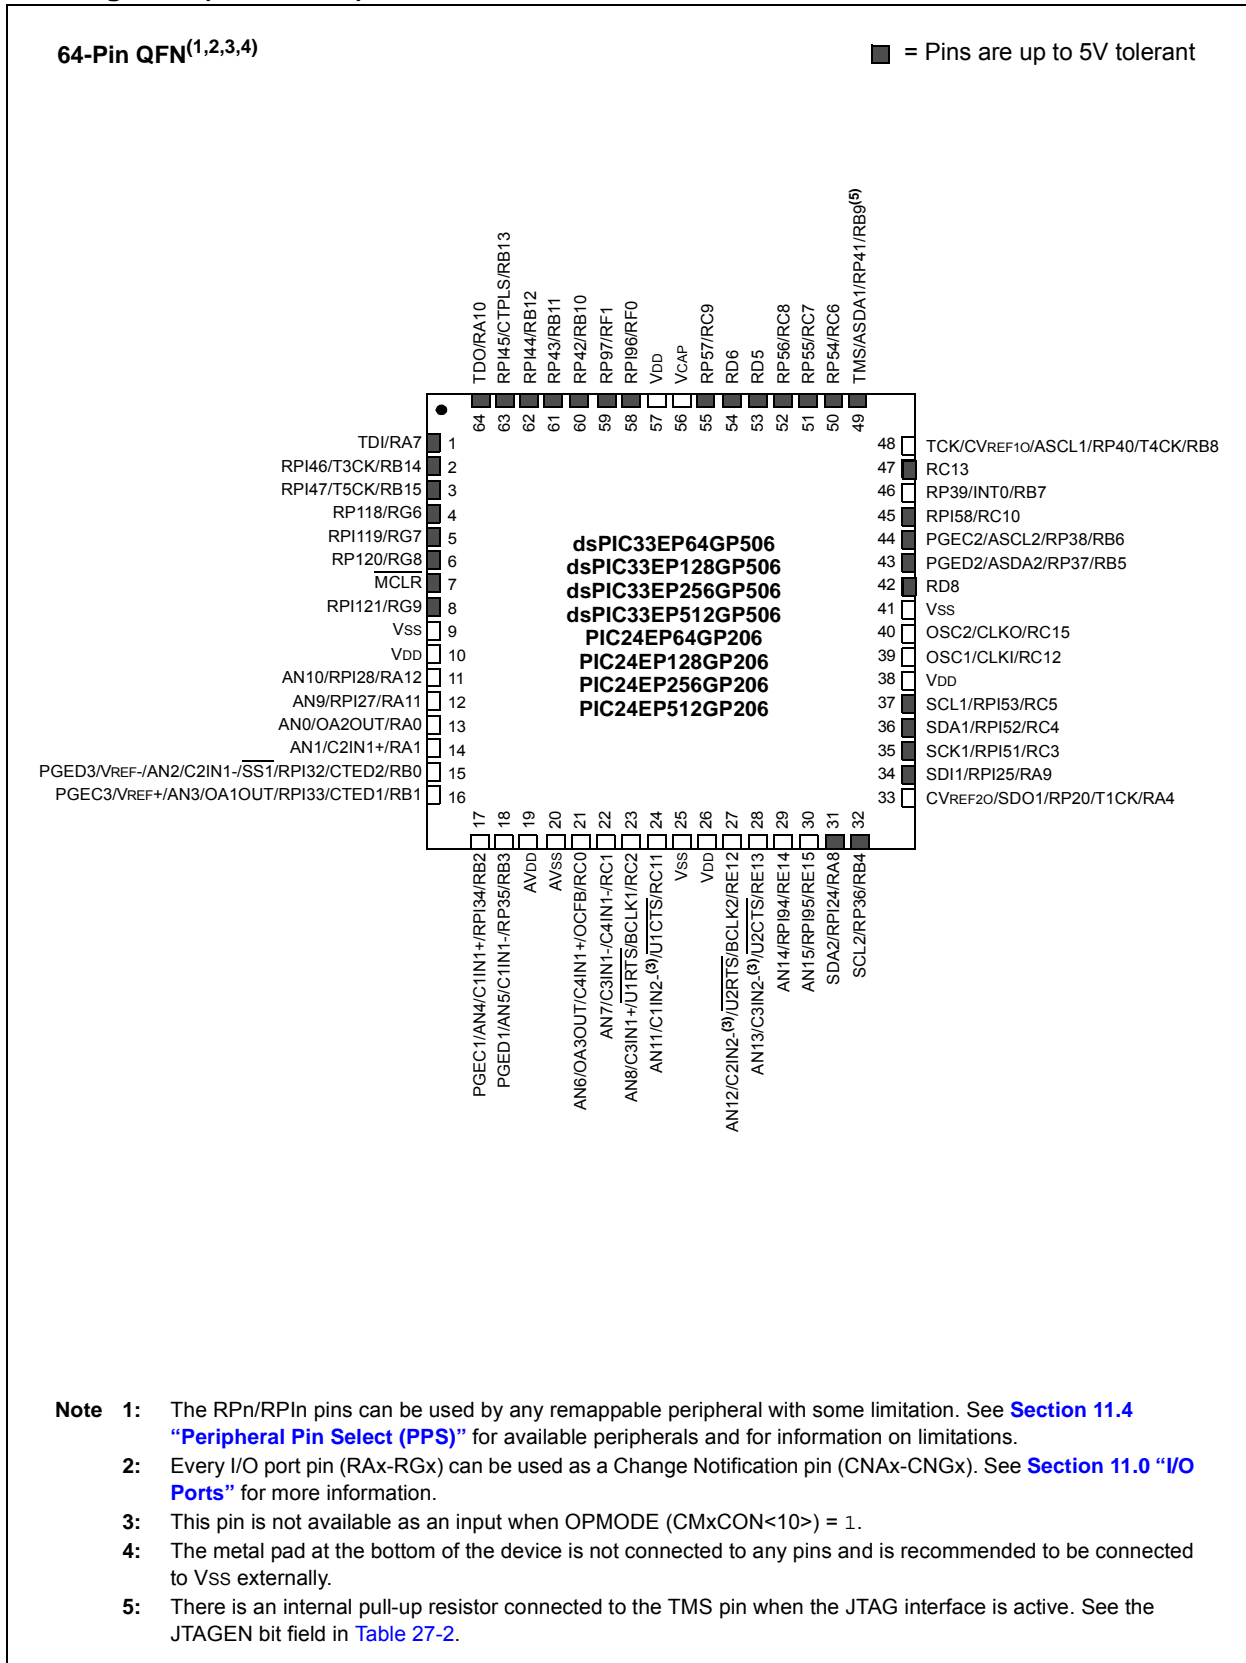 64-Pin QFN(1,2,3,4)
= Pins are up to 5V tolerant
TDO/RA10
RPI45/CTPLS/RB13
RPI44/RB12
RP43/RB11
RP42/RB10
RP97/RF1
RPI96/RF0
VDD
VCAP
RP57/RC9
RD6
RD5
RP56/RC8
RP55/RC7
RP54/RC6
TMS/ASDA1/RP41/RB9(5)
64
63
62
61
60
59
58
57
56
55
54
53
52
51
50
49
TDI/RA7 1
RPI46/T3CK/RB14 2
RPI47/T5CK/RB15 3
RP118/RG6 4
RPI119/RG7 5
RP120/RG8 6
MCLR 7
RPI121/RG9 8
VSS 9
VDD 10
AN10/RPI28/RA12 11
AN9/RPI27/RA11 12
AN0/OA2OUT/RA0 13
AN1/C2IN1+/RA1 14
PGED3/VREF-/AN2/C2IN1-/SS1/RPI32/CTED2/RB0 15
PGEC3/VREF+/AN3/OA1OUT/RPI33/CTED1/RB1 16
dsPIC33EP64GP506
dsPIC33EP128GP506
dsPIC33EP256GP506
dsPIC33EP512GP506
PIC24EP64GP206
PIC24EP128GP206
PIC24EP256GP206
PIC24EP512GP206
48 TCK/CVREF1O/ASCL1/RP40/T4CK/RB8
47 RC13
46 RP39/INT0/RB7
45 RPI58/RC10
44 PGEC2/ASCL2/RP38/RB6
43 PGED2/ASDA2/RP37/RB5
42 RD8
41 VSS
40 OSC2/CLKO/RC15
39 OSC1/CLKI/RC12
38 VDD
37 SCL1/RPI53/RC5
36 SDA1/RPI52/RC4
35 SCK1/RPI51/RC3
34 SDI1/RPI25/RA9
33 CVREF2O/SDO1/RP20/T1CK/RA4
17
18
19
20
21
22
23
24
25
26
27
28
29
30
31
32
PGEC1/AN4/C1IN1+/RPI34/RB2
PGED1/AN5/C1IN1-/RP35/RB3
AVDD
AVSS
AN6/OA3OUT/C4IN1+/OCFB/RC0
AN7/C3IN1-/C4IN1-/RC1
AN8/C3IN1+/U1RTS/BCLK1/RC2
AN11/C1IN2-(3)/U1CTS/RC11
VSS
VDD
AN12/C2IN2-(3)/U2RTS/BCLK2/RE12
AN13/C3IN2-(3)/U2CTS/RE13
AN14/RPI94/RE14
AN15/RPI95/RE15
SDA2/RPI24/RA8
SCL2/RP36/RB4
Note 1: The RPn/RPIn pins can be used by any remappable peripheral with some limitation. See Section 11.4
“Peripheral Pin Select (PPS)” for available peripherals and for information on limitations.
2: Every I/O port pin (RAx-RGx) can be used as a Change Notification pin (CNAx-CNGx). See Section 11.0 “I/O
Ports” for more information.
3: This pin is not available as an input when OPMODE (CMxCON<10>) = 1.
4: The metal pad at the bottom of the device is not connected to any pins and is recommended to be connected
to VSS externally.
5: There is an internal pull-up resistor connected to the TMS pin when the JTAG interface is active. See the
JTAGEN bit field in Table 27-2.